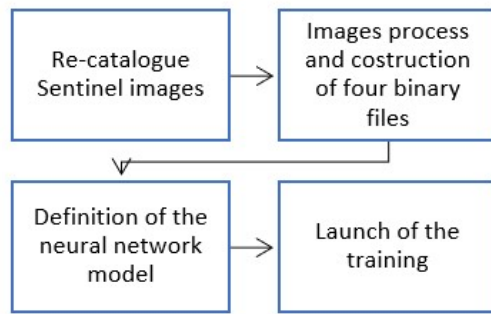 Re-catalogue
Sentinel images
Images process
and costruction
of four binary
files
Definition of the
neural network
model
Launch of the
training